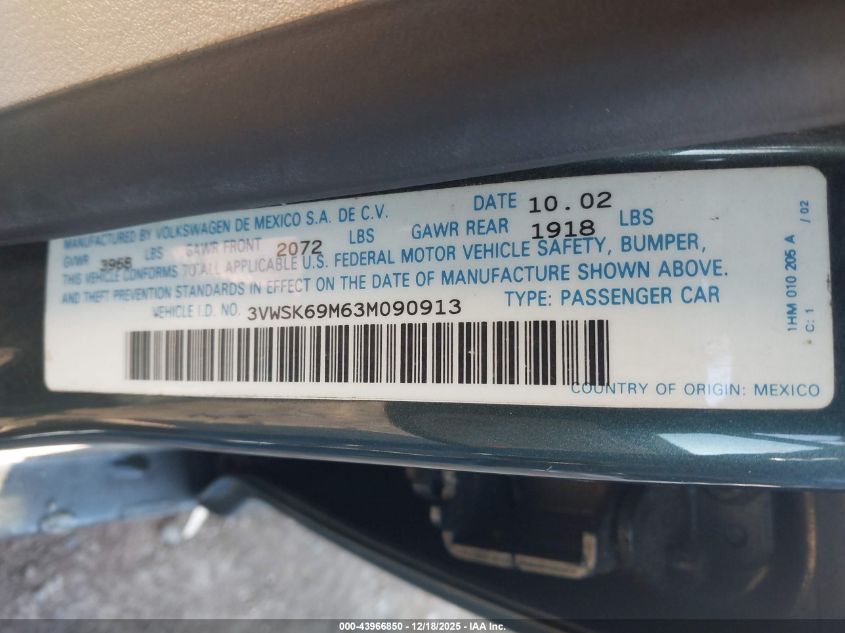 MANUFACTURED BY VOLKSWAGEN DE MEXICO S.A. DE C.V. DATE 10.02
GVWR 3968 LBS GAWR FRONT 2072 LBS GAWR REAR 1918 LBS
THIS VEHICLE CONFORMS TO ALL APPLICABLE U.S. FEDERAL MOTOR VEHICLE SAFETY, BUMPER,
AND THEFT PREVENTION STANDARDS IN EFFECT ON THE DATE OF MANUFACTURE SHOWN ABOVE.
VEHICLE I.D. NO. 3VWSK69M63M090913 TYPE: PASSENGER CAR
COUNTRY OF ORIGIN: MEXICO
1HM 010 206 A / 02
C: 1
000-43966850 - 12/18/2025 - IAA Inc.